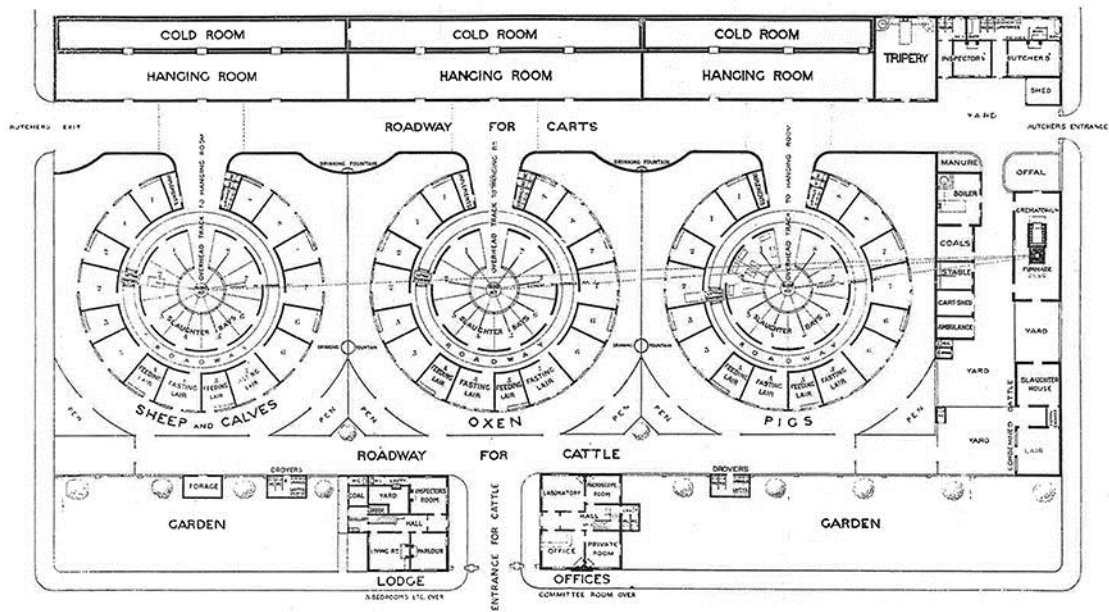 COLD ROOM
COLD ROOM
COLD ROOM
HANGING ROOM
HANGING ROOM
HANGING ROOM
TRIPERY
INSPECTORS
BUTCHERS
SHED
YARD
BUTCHERS EXIT
ROADWAY FOR CARTS
BUTCHERS ENTRANCE
OVERHEAD TRACK TO HANGING ROOM
DRINKING FOUNTAIN
OVERHEAD TRACK TO HANGING RM
DRINKING FOUNTAIN
OVERHEAD TRACK TO HANGING ROOM
MANURE
OFFAL
BOILER
COALS
STABLE
CART SHED
AMBULANCE
CREMATORIUM
FURNACE
YARD
SLAUGHTER BAYS
ROADWAY
FEEDING LAIR
FASTING LAIR
FEEDING LAIR
FASTING LAIR
SHEEP AND CALVES
SLAUGHTER BAYS
ROADWAY
FEEDING LAIR
FASTING LAIR
FEEDING LAIR
FASTING LAIR
OXEN
SLAUGHTER BAYS
ROADWAY
FEEDING LAIR
FASTING LAIR
FEEDING LAIR
FASTING LAIR
PIGS
DRINKING FOUNTAIN
DRINKING FOUNTAIN
PEN
PEN
PEN
PEN
PEN
PEN
YARD
YARD
SLAUGHTER HOUSE
LAIR
CONDEMNED CATTLE
ROADWAY FOR CATTLE
DROVERS
DROVERS
FORAGE
GARDEN
COAL
YARD
INSPECTORS ROOM
HALL
LIVING RM
PARLOUR
LODGE
3 BEDROOMS ETC. OVER
ENTRANCE FOR CATTLE
LABORATORY
MICROSCOPE ROOM
HALL
OFFICE
PRIVATE ROOM
OFFICES
COMMITTEE ROOM OVER
GARDEN